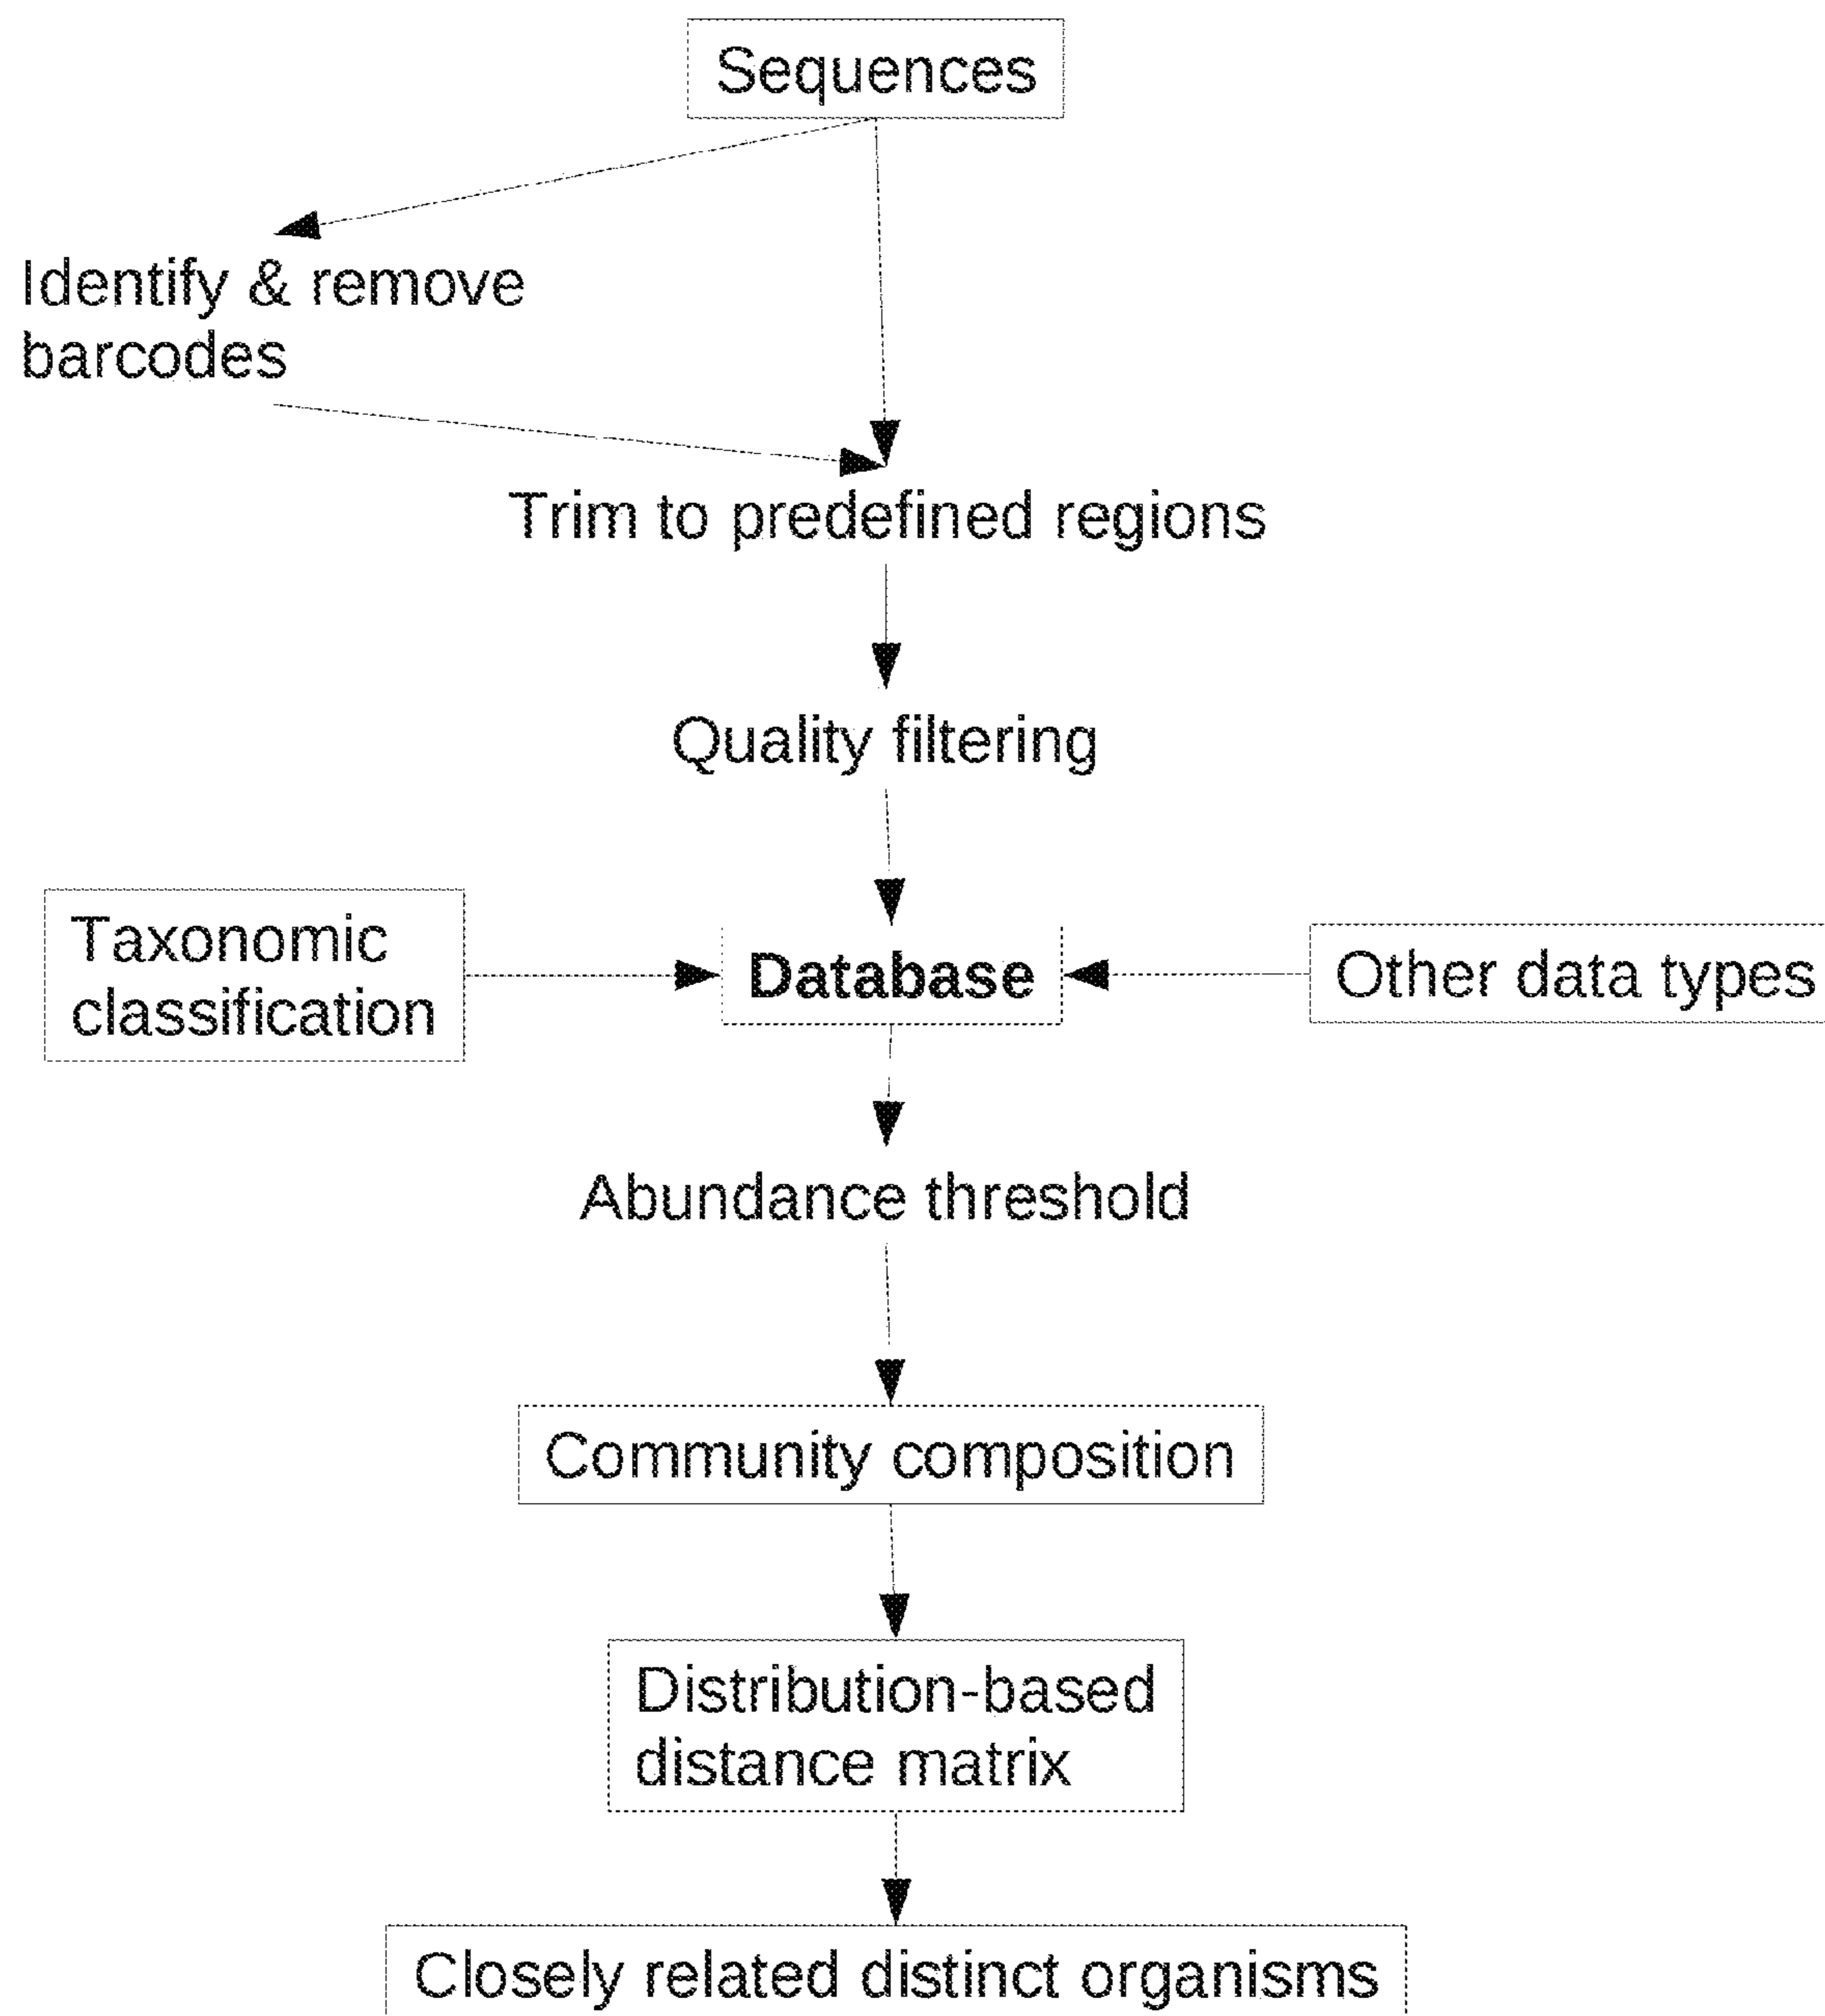 Sequences
Identify & remove
barcodes
Trim to predefined regions
Quality filtering
Taxonomic
classification
Database
Other data types
Abundance threshold
Community composition
Distribution-based
distance matrix
Closely related distinct organisms